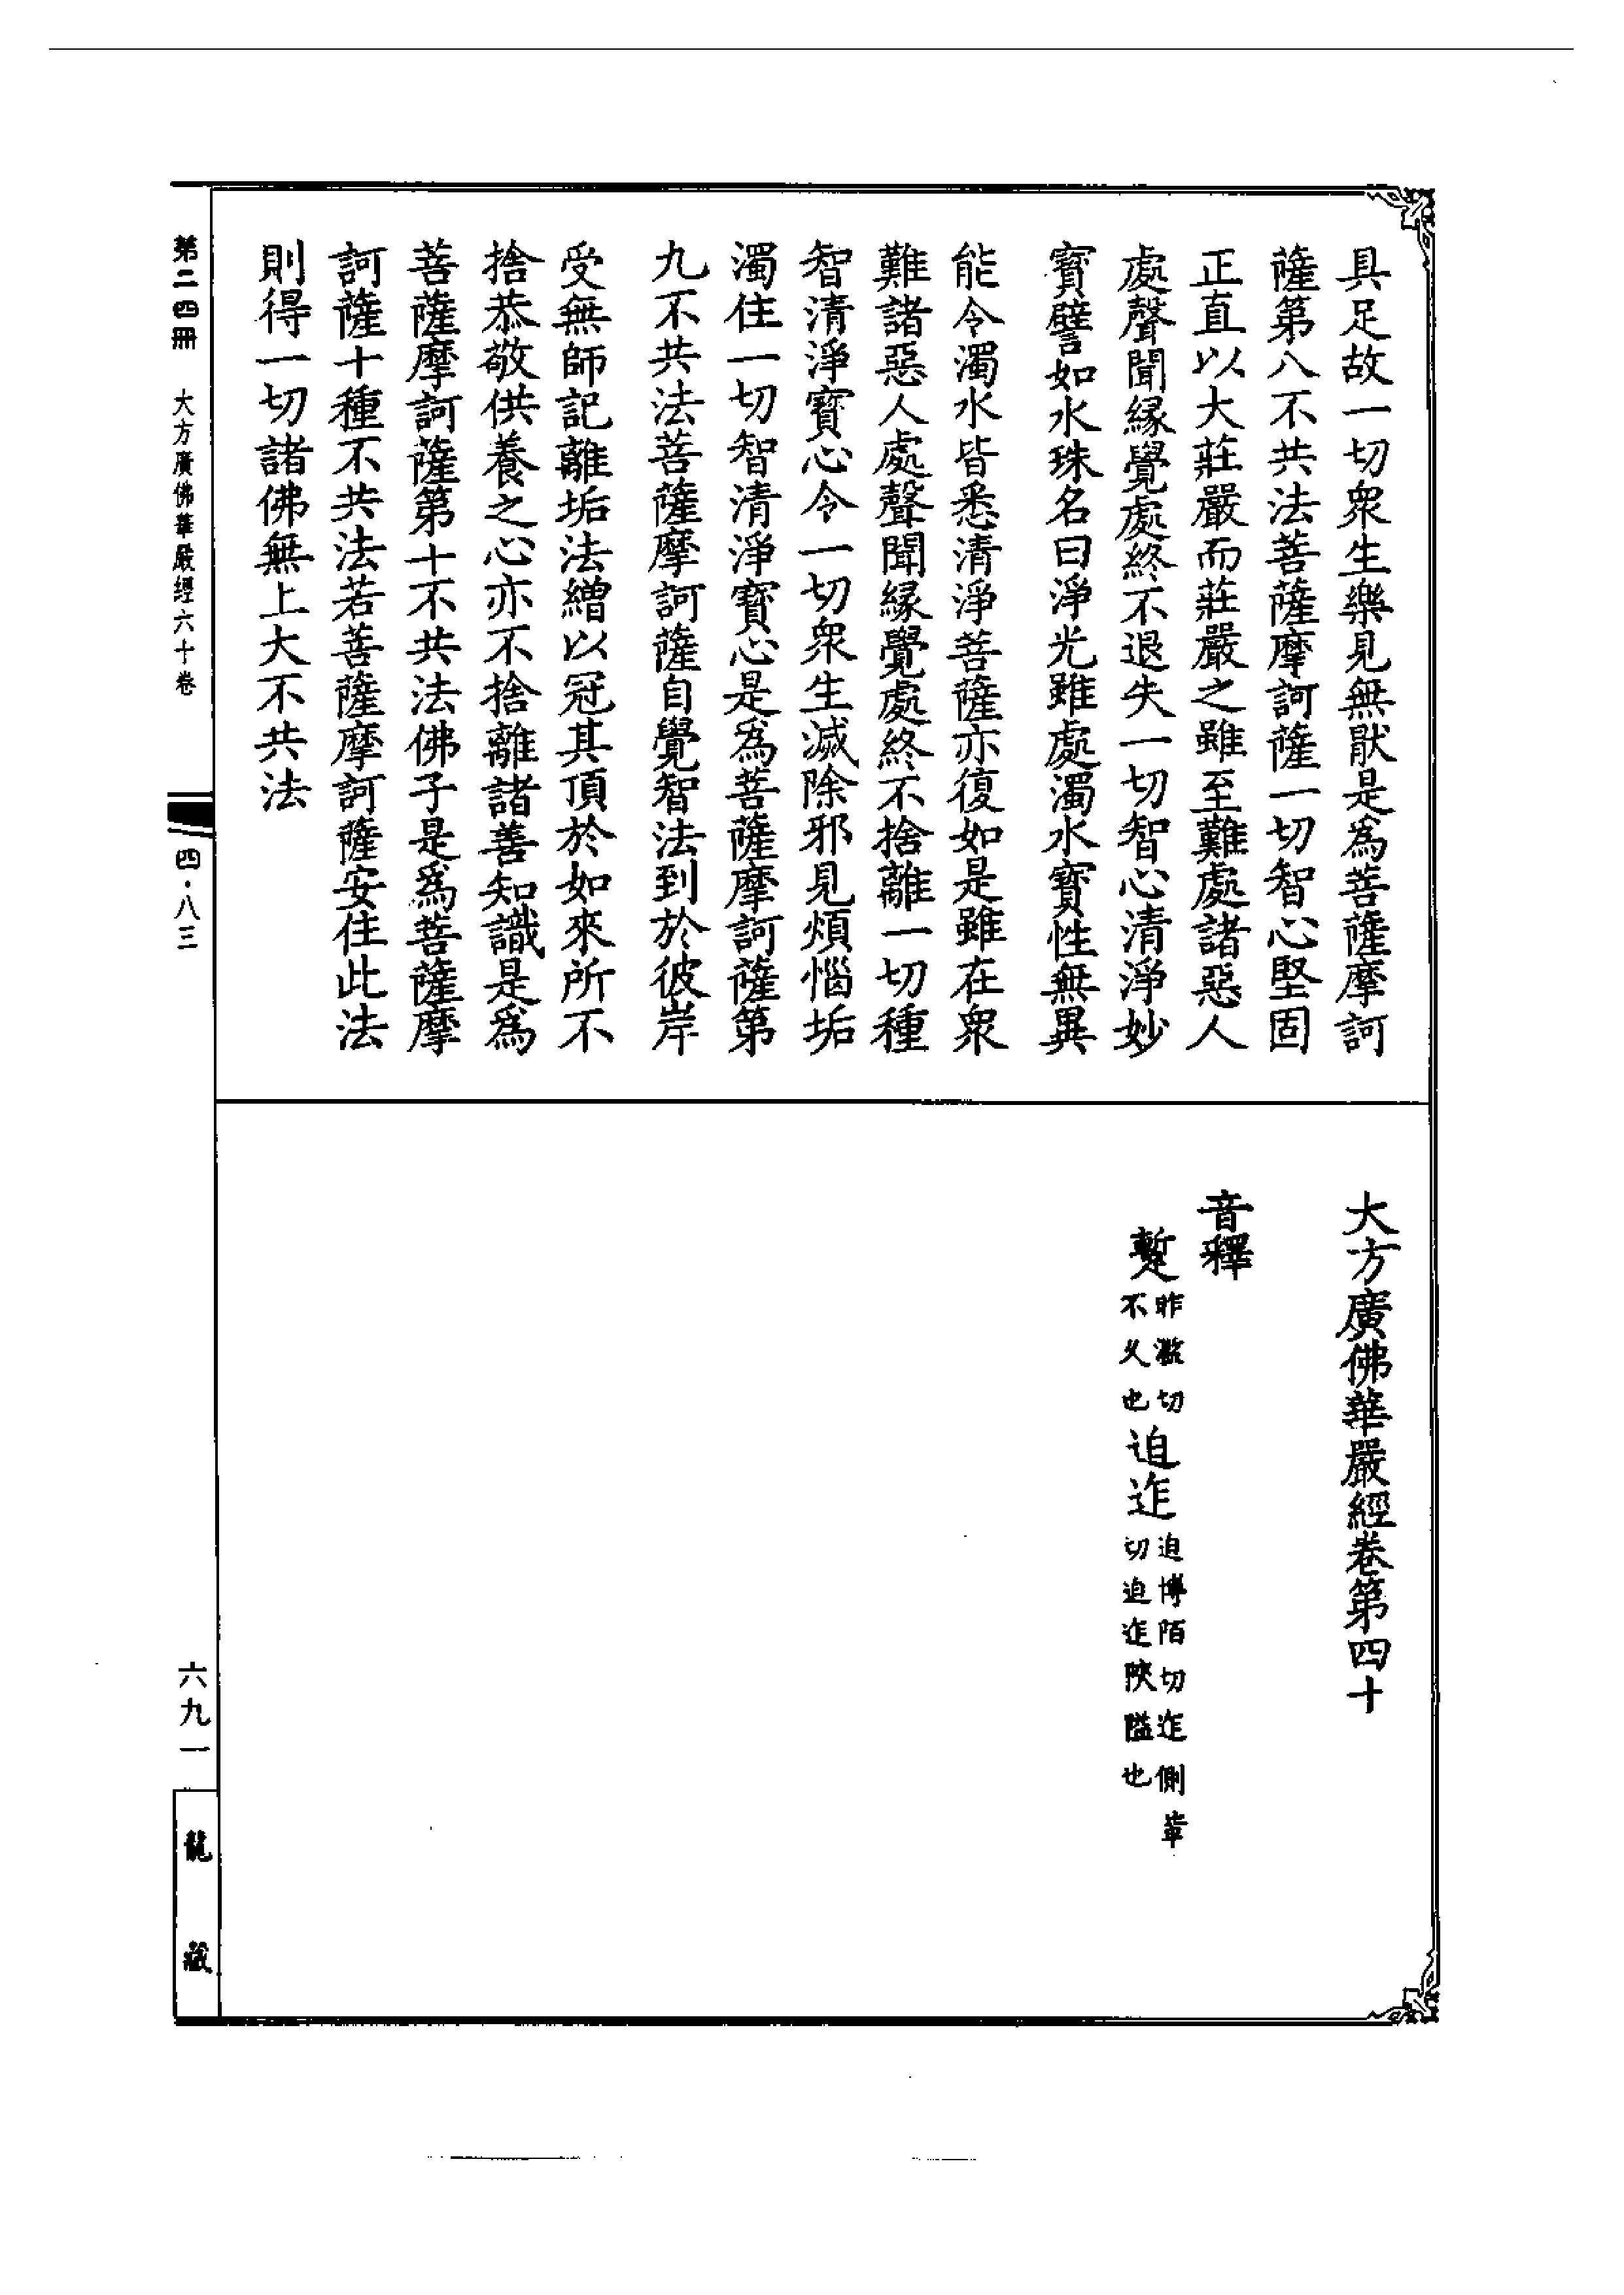 具足故一切衆生樂見無猒是為菩薩摩訶
薩第八不共法菩薩摩訶薩一切智心堅固
正直以大莊嚴而莊嚴之雖至難處諸惡人
處聲聞緣覺處終不退失一切智心清淨妙
寳譬如水珠名曰淨光雖處濁水寳性無異
能令濁水皆悉清淨菩薩亦復如是雖在衆
難諸惡人處聲聞緣覺處終不捨離一切種
智清淨寳心令一切衆生滅除邪見煩惱垢
濁住一切智清淨寳心是為菩薩摩訶薩第
九不共法菩薩摩訶薩自覺智法到於彼岸
受無師記離垢法繒以冠其頂於如來所不
捨恭敬供養之心亦不捨離諸善知識是爲
菩薩摩訶薩第十不共法佛子是爲菩薩摩
訶薩十種不共法若菩薩摩訶薩安住此法
則得一切諸佛無上大不共法
大方廣佛華嚴經卷第四十
音釋
蹔昨濫切不久也迫迮迫博陌切迮側革切迫迮陜隘也
第二四冊 大方廣佛華嚴經六十卷
四·八三
六九一
龍藏